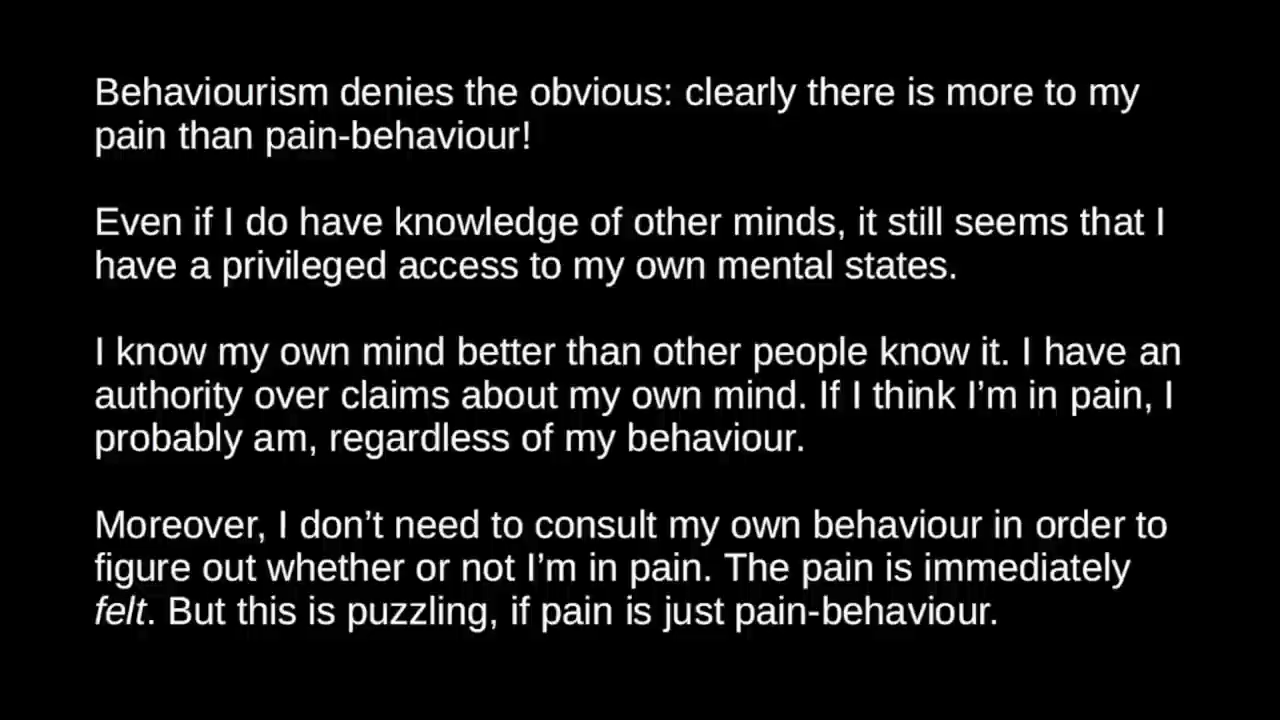 Behaviourism denies the obvious: clearly there is more to my
pain than pain-behaviour!
Even if I do have knowledge of other minds, it still seems that I
have a privileged access to my own mental states.
I know my own mind better than other people know it. I have an
authority over claims about my own mind. If I think I’m in pain, I
probably am, regardless of my behaviour.
Moreover, I don’t need to consult my own behaviour in order to
figure out whether or not I’m in pain. The pain is immediately
felt. But this is puzzling, if pain is just pain-behaviour.